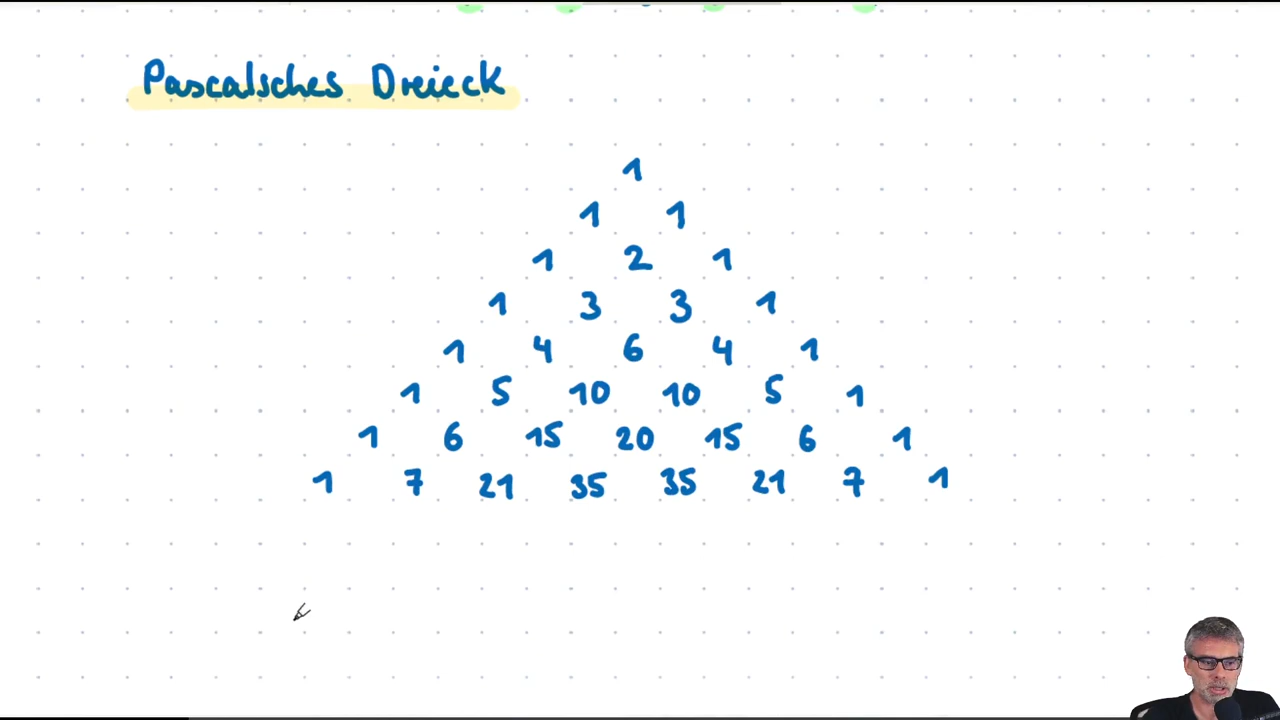 Pascalsches Dreieck
1
1 1
1 2 1
1 3 3 1
1 4 6 4 1
1 5 10 10 5 1
1 6 15 20 15 6 1
1 7 21 35 35 21 7 1